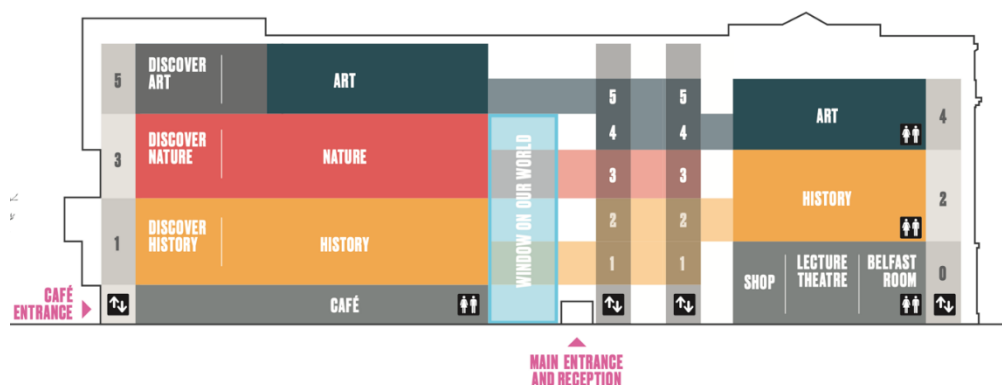 5
DISCOVER
ART
ART
3
DISCOVER
NATURE
NATURE
1
DISCOVER
HISTORY
HISTORY
CAFÉ
CAFÉ
ENTRANCE
WINDOW ON OUR WORLD
5
4
3
2
1
5
4
3
2
1
ART
4
HISTORY
2
SHOP
LECTURE
THEATRE
BELFAST
ROOM
0
MAIN ENTRANCE
AND RECEPTION